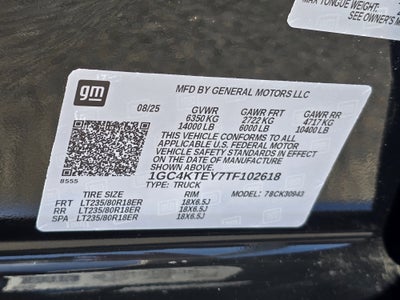 MAX TONGUE WEIGHT:
SEE OWNER'S
gm
MFD BY GENERAL MOTORS LLC
08/25 GVWR GAWR FRT GAWR RR
6350 KG 2722 KG 4717 KG
14000 LB 6000 LB 10400 LB
THIS VEHICLE CONFORMS TO ALL
APPLICABLE U.S. FEDERAL MOTOR
VEHICLE SAFETY STANDARDS IN
EFFECT ON THE DATE OF MANUFACTURE
SHOWN ABOVE.
1GC4KTEY7TF102618
8555 TYPE: TRUCK
TIRE SIZE RIM MODEL: 78CK30943
FRT LT235/80R18ER 18X6.5J
RR LT235/80R18ER 18X6.5J
SPA LT235/80R18ER 18X6.5J